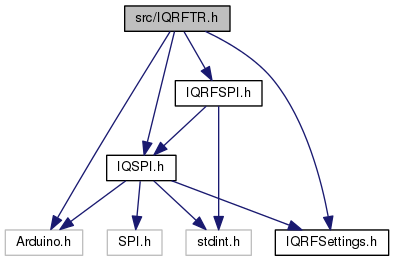 src/IQRFTR.h
IQRFSPI.h
IQSPI.h
Arduino.h
SPI.h
stdint.h
IQRFSettings.h